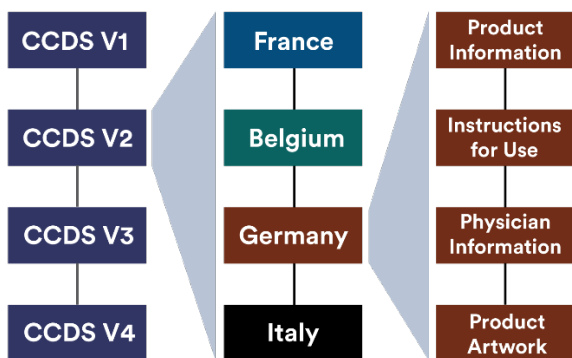 CCDS V1
CCDS V2
CCDS V3
CCDS V4
France
Belgium
Germany
Italy
Product
Information
Instructions
for Use
Physician
Information
Product
Artwork